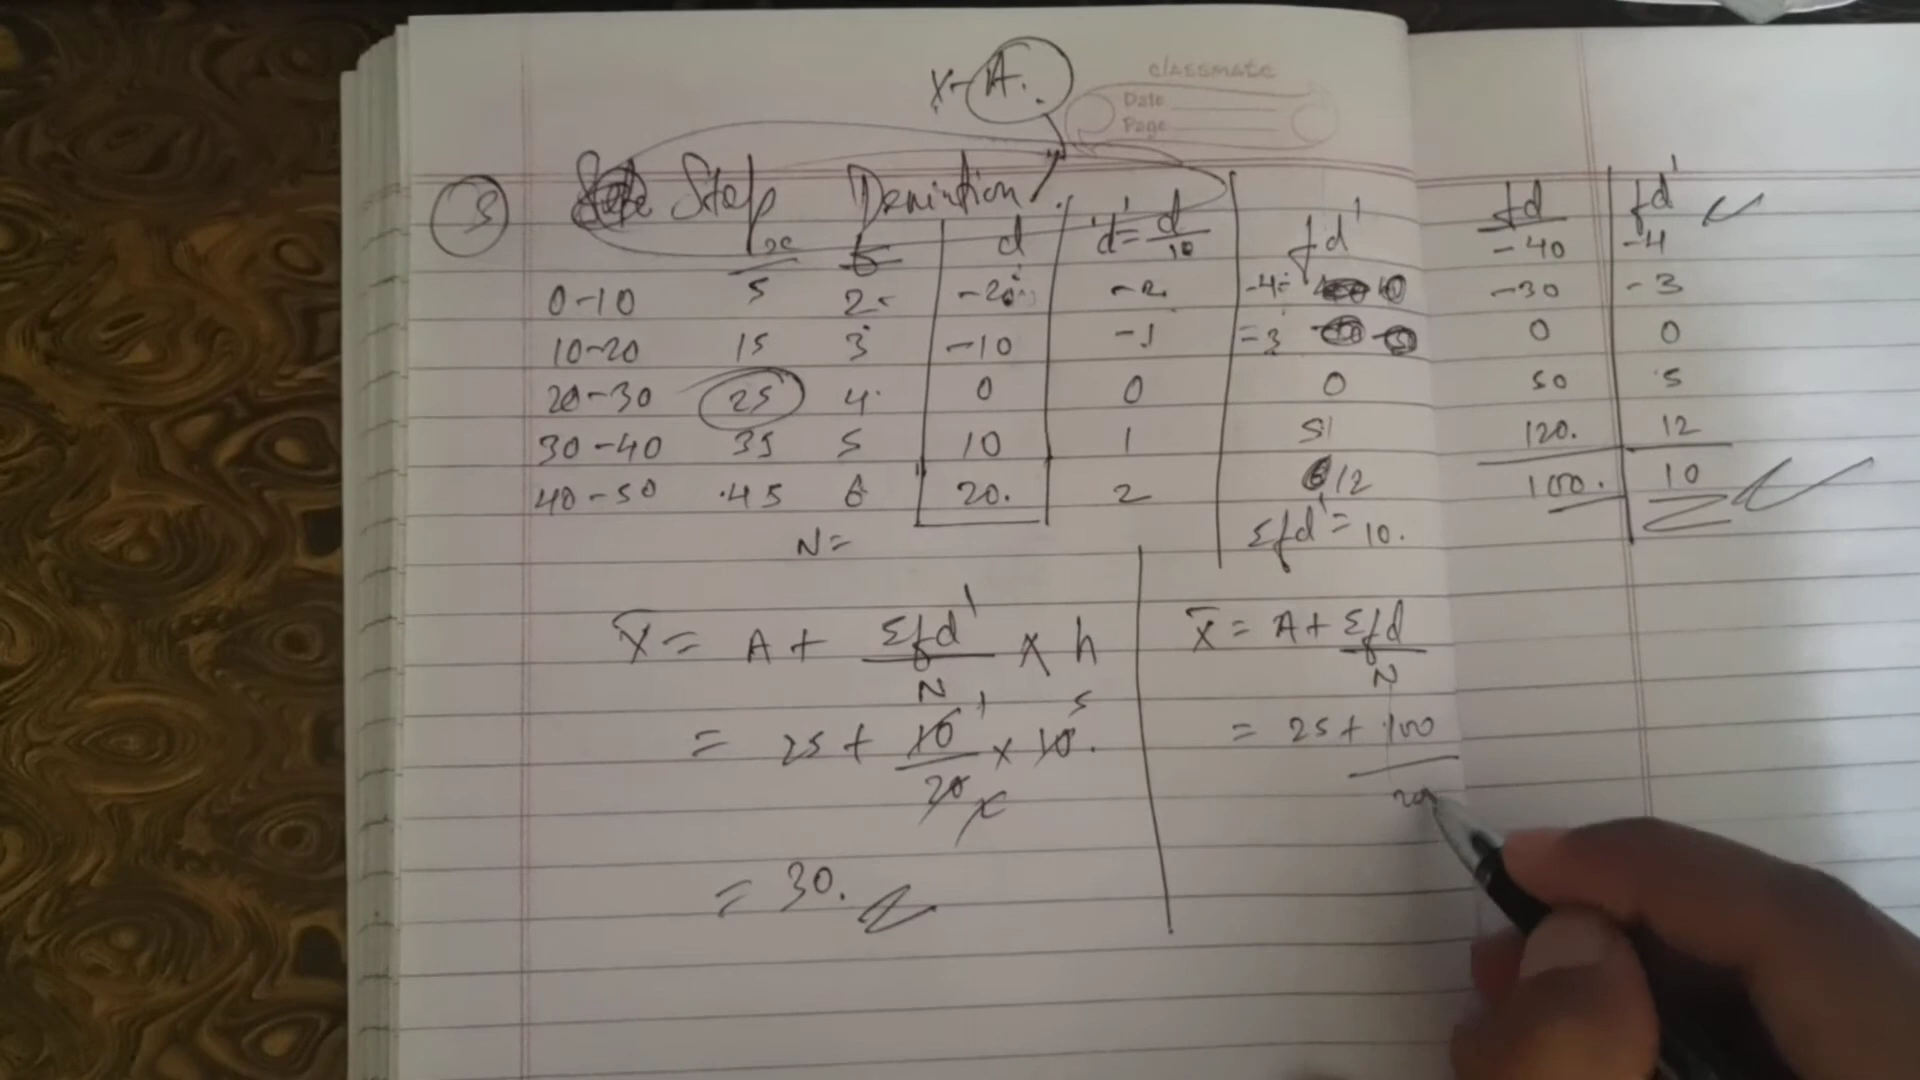 x-A.
classmate
Date
Page
3 Step Deviation
x f d d'=d/10 fd' fd fd'
0-10 5 2 -20 -2 -4 -40 -4
10-20 15 3 -10 -1 -3 -30 -3
20-30 25 4 0 0 0 0 0
30-40 35 5 10 1 5 50 5
40-50 45 6 20. 2 12 120. 12
N= Σfd'=10. 100. 10
X̄ = A + Σfd'/N × h
= 25 + 10/20 × 10.
1 5
= 30.
X̄ = A + Σfd/N
= 25 + 100/20